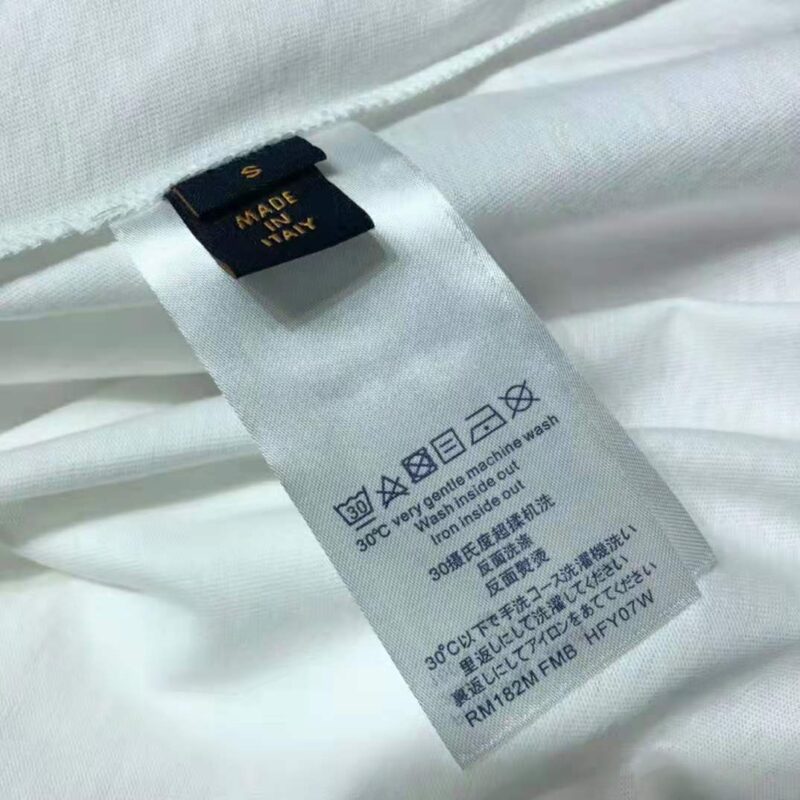 S
MADE
IN
ITALY
30
30℃ very gentle machine wash
Wash inside out
Iron inside out
30摄氏度超揉机洗
反面洗涤
反面熨烫
30℃以下で手洗コース洗濯機洗い
裏返しにして洗濯してください
裏返しにしてアイロンをあててください
RM182M FMB HFY07W